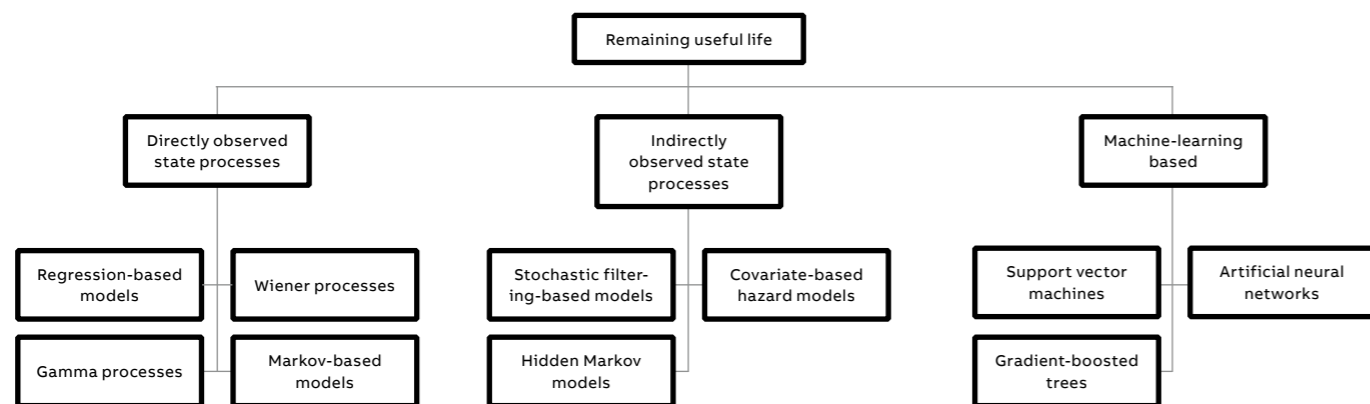 Remaining useful life
Directly observed
state processes
Indirectly
observed state
processes
Machine-learning
based
Regression-based
models
Wiener processes
Gamma processes
Markov-based
models
Stochastic filter-
ing-based models
Covariate-based
hazard models
Hidden Markov
models
Support vector
machines
Artificial neural
networks
Gradient-boosted
trees